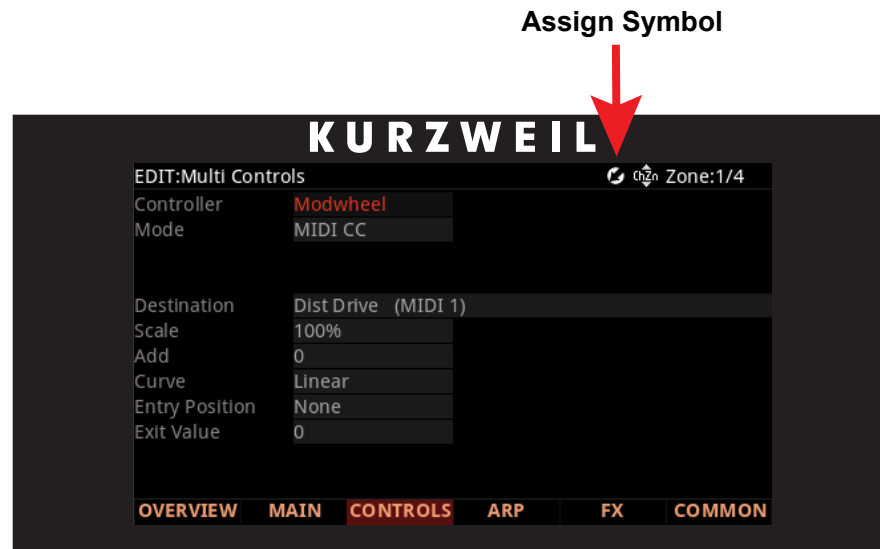 Assign Symbol
KURZWEIL
EDIT:Multi Controls ChZn Zone:1/4
Controller Modwheel
Mode MIDI CC
Destination Dist Drive (MIDI 1)
Scale 100%
Add 0
Curve Linear
Entry Position None
Exit Value 0
OVERVIEW MAIN CONTROLS ARP FX COMMON